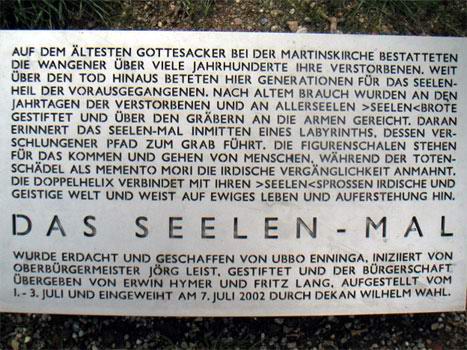 AUF DEM ÄLTESTEN GOTTESACKER BEI DER MARTINSKIRCHE BESTATTETEN
DIE WANGENER ÜBER VIELE JAHRHUNDERTE IHRE VERSTORBENEN. WEIT
ÜBER DEN TOD HINAUS BETETEN HIER GENERATIONEN FÜR DAS SEELEN-
HEIL DER VORAUSGEGANGENEN. NACH ALTEM BRAUCH WURDEN AN DEN
JAHRTAGEN DER VERSTORBENEN UND AN ALLERSEELEN >SEELEN<BROTE
GESTIFTET UND ÜBER DEN GRÄBERN AN DIE ARMEN GEREICHT. DARAN
ERINNERT DAS SEELEN-MAL INMITTEN EINES LABYRINTHS, DESSEN VER-
SCHLUNGENER PFAD ZUM GRAB FÜHRT. DIE FIGURENSCHALEN STEHEN
FÜR DAS KOMMEN UND GEHEN VON MENSCHEN, WÄHREND DER TOTEN-
SCHÄDEL ALS MEMENTO MORI DIE IRDISCHE VERGÄNGLICHKEIT ANMAHNT.
DIE DOPPELHELIX VERBINDET MIT IHREN >SEELEN<SPROSSEN IRDISCHE UND
GEISTIGE WELT UND WEIST AUF EWIGES LEBEN UND AUFERSTEHUNG HIN.
DAS SEELEN-MAL
WURDE ERDACHT UND GESCHAFFEN VON UBBO ENNINGA, INIZIIERT VON
OBERBÜRGERMEISTER JÖRG LEIST, GESTIFTET UND DER BÜRGERSCHAFT
ÜBERGEBEN VON ERWIN HYMER UND FRITZ LANG, AUFGESTELLT VOM
1.-3. JULI UND EINGEWEIHT AM 7. JULI 2002 DURCH DEKAN WILHELM WAHL.